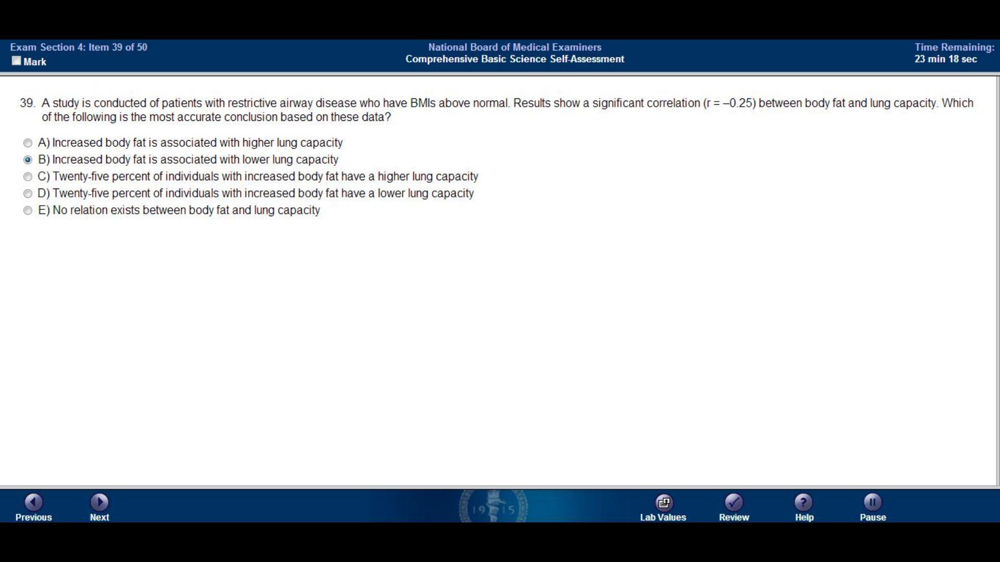 Exam Section 4: Item 39 of 50
National Board of Medical Examiners
Time Remaining:
Mark
Comprehensive Basic Science Self-Assessment
23 min 18 sec
39. A study is conducted of patients with restrictive airway disease who have BMIs above normal. Results show a significant correlation (r = –0.25) between body fat and lung capacity. Which
of the following is the most accurate conclusion based on these data?
A) Increased body fat is associated with higher lung capacity
B) Increased body fat is associated with lower lung capacity
C) Twenty-five percent of individuals with increased body fat have a higher lung capacity
D) Twenty-five percent of individuals with increased body fat have a lower lung capacity
E) No relation exists between body fat and lung capacity
1915
Previous
Next
Lab Values
Review
Help
Pause